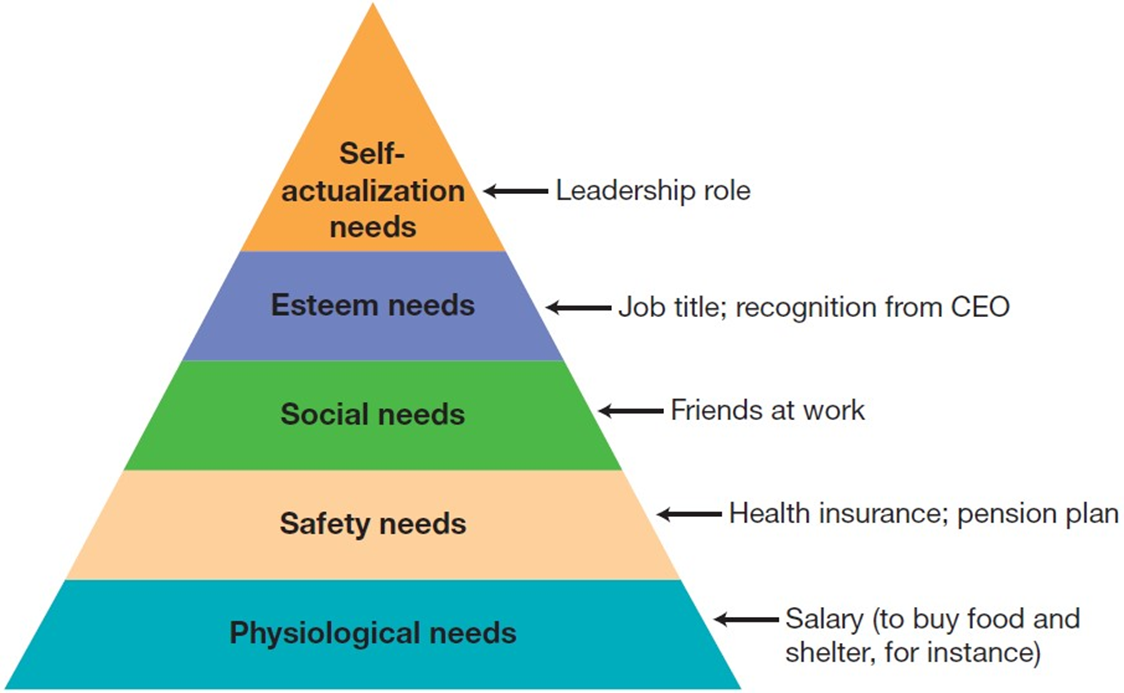 Self-
actualization
needs
Leadership role
Esteem needs
Job title; recognition from CEO
Social needs
Friends at work
Safety needs
Health insurance; pension plan
Physiological needs
Salary (to buy food and
shelter, for instance)